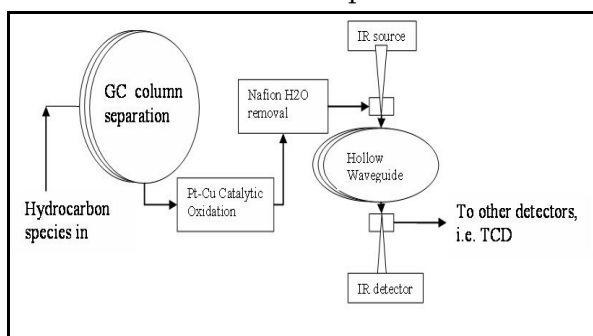 IR source
GC column
separation
Nafion H2O
removal
Hollow
Waveguide
Pt-Cu Catalytic
Oxidation
Hydrocarbon
species in
To other detectors,
i.e. TCD
IR detector